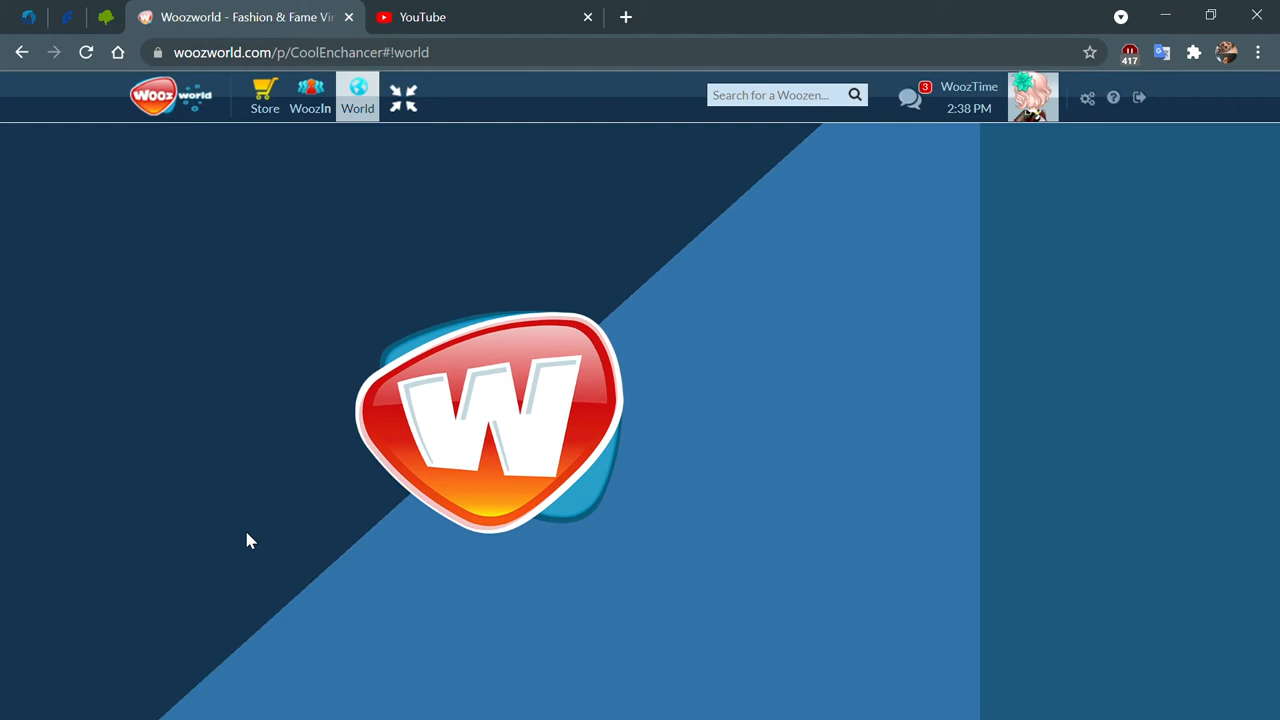 Woozworld - Fashion & Fame Vi
YouTube
woozworld.com/p/CoolEnchancer#!world
417
Wooz world
Store
WoozIn
World
Search for a Woozen...
3
WoozTime
2:38 PM
W